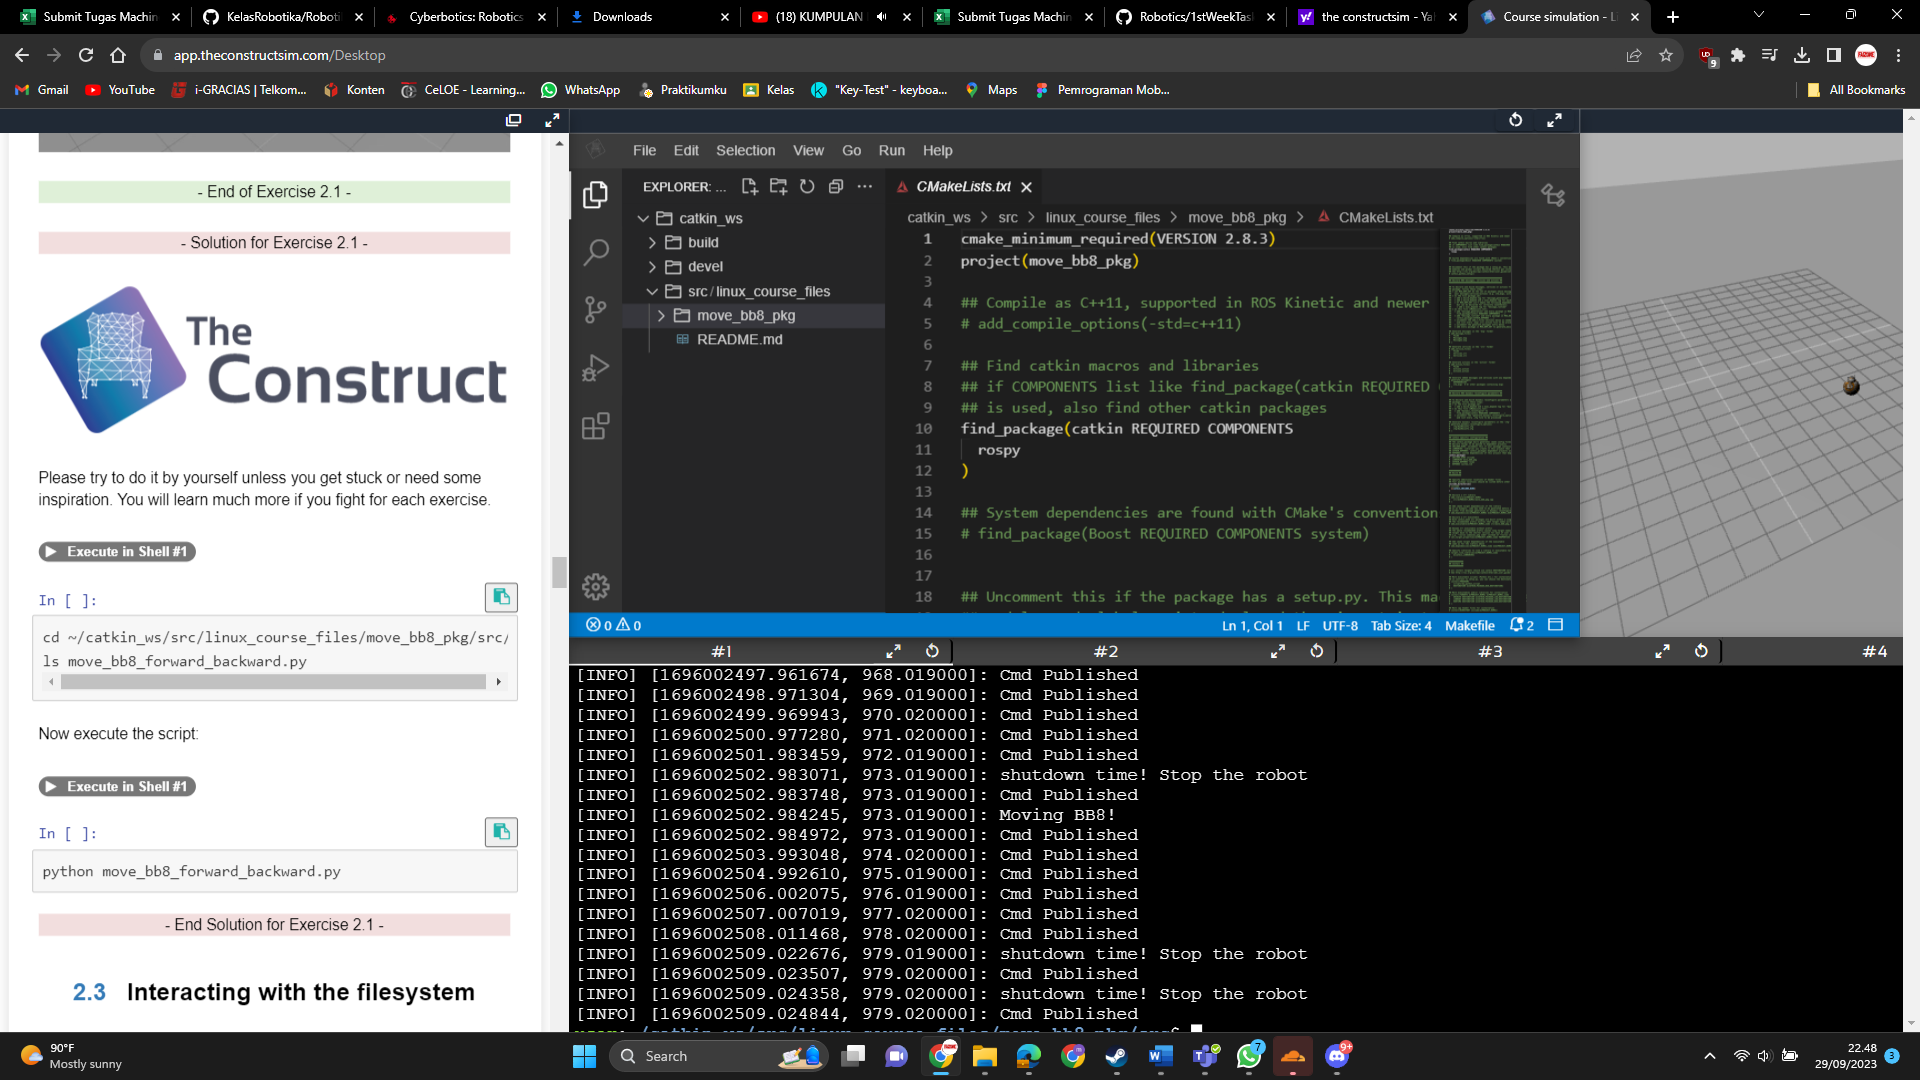 Submit Tugas Machin
KelasRobotika/Roboti
Cyberbotics: Robotics
Downloads
(18) KUMPULAN
Submit Tugas Machin
Robotics/1stWeekTas
the constructsim - Ya
Course simulation - Li
app.theconstructsim.com/Desktop
9
Gmail
YouTube
i-GRACIAS | Telkom...
Konten
CeLOE - Learning...
WhatsApp
Praktikumku
Kelas
"Key-Test" - keyboa...
Maps
Pemrograman Mob...
All Bookmarks
- End of Exercise 2.1 -
- Solution for Exercise 2.1 -
The
Construct
Please try to do it by yourself unless you get stuck or need some
inspiration. You will learn much more if you fight for each exercise.
Execute in Shell #1
In [ ]:
cd ~/catkin_ws/src/linux_course_files/move_bb8_pkg/src/
ls move_bb8_forward_backward.py
Now execute the script:
Execute in Shell #1
In [ ]:
python move_bb8_forward_backward.py
- End Solution for Exercise 2.1 -
2.3 Interacting with the filesystem
File Edit Selection View Go Run Help
EXPLORER: ...
catkin_ws
build
devel
src / linux_course_files
move_bb8_pkg
README.md
CMakeLists.txt
catkin_ws > src > linux_course_files > move_bb8_pkg > CMakeLists.txt
1 cmake_minimum_required(VERSION 2.8.3)
2 project(move_bb8_pkg)
3
4 ## Compile as C++11, supported in ROS Kinetic and newer
5 # add_compile_options(-std=c++11)
6
7 ## Find catkin macros and libraries
8 ## if COMPONENTS list like find_package(catkin REQUIRED
9 ## is used, also find other catkin packages
10 find_package(catkin REQUIRED COMPONENTS
11 rospy
12 )
13
14 ## System dependencies are found with CMake's convention
15 # find_package(Boost REQUIRED COMPONENTS system)
16
17
18 ## Uncomment this if the package has a setup.py. This ma
0 0
Ln 1, Col 1 LF UTF-8 Tab Size: 4 Makefile 2
#1 #2 #3 #4
[INFO] [1696002497.961674, 968.019000]: Cmd Published
[INFO] [1696002498.971304, 969.019000]: Cmd Published
[INFO] [1696002499.969943, 970.020000]: Cmd Published
[INFO] [1696002500.977280, 971.020000]: Cmd Published
[INFO] [1696002501.983459, 972.019000]: Cmd Published
[INFO] [1696002502.983071, 973.019000]: shutdown time! Stop the robot
[INFO] [1696002502.983748, 973.019000]: Cmd Published
[INFO] [1696002502.984245, 973.019000]: Moving BB8!
[INFO] [1696002502.984972, 973.019000]: Cmd Published
[INFO] [1696002503.993048, 974.020000]: Cmd Published
[INFO] [1696002504.992610, 975.019000]: Cmd Published
[INFO] [1696002506.002075, 976.019000]: Cmd Published
[INFO] [1696002507.007019, 977.020000]: Cmd Published
[INFO] [1696002508.011468, 978.020000]: Cmd Published
[INFO] [1696002509.022676, 979.019000]: shutdown time! Stop the robot
[INFO] [1696002509.023507, 979.020000]: Cmd Published
[INFO] [1696002509.024358, 979.020000]: shutdown time! Stop the robot
[INFO] [1696002509.024844, 979.020000]: Cmd Published
90°F
Mostly sunny
Search
7
9+
22.48
29/09/2023
3